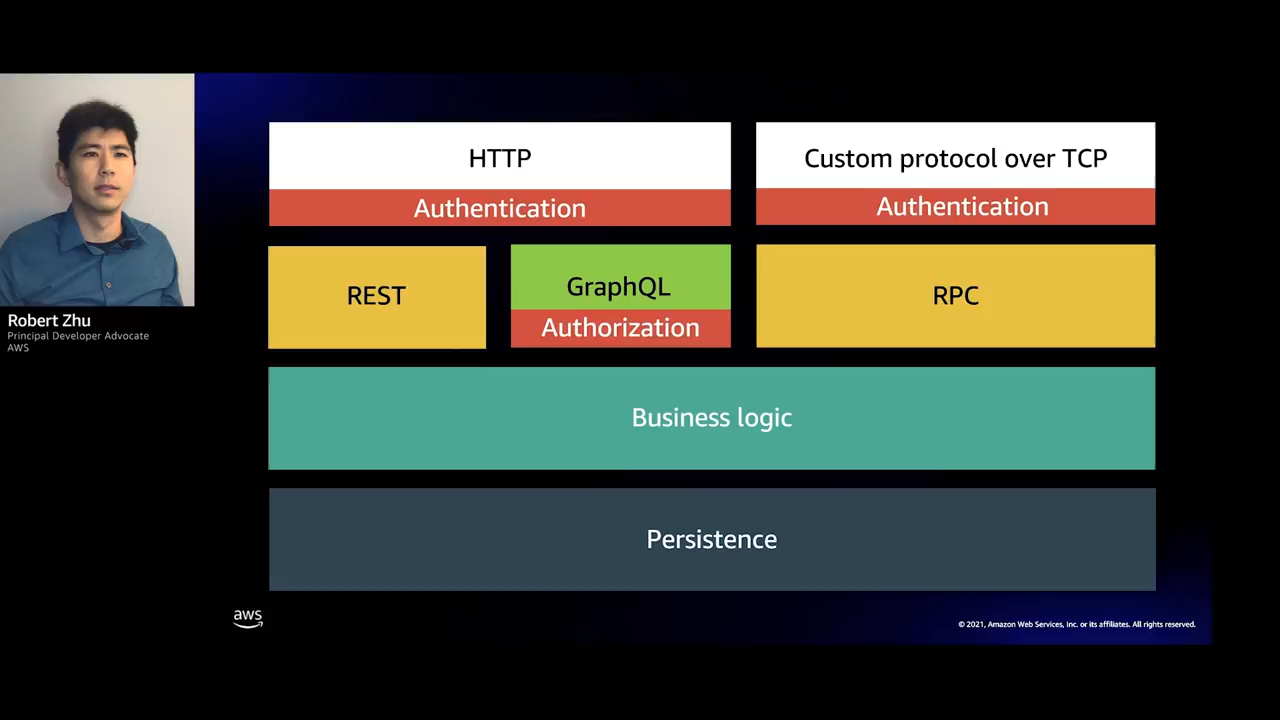 HTTP
Custom protocol over TCP
Authentication
Authentication
REST
GraphQL
Authorization
RPC
Robert Zhu
Principal Developer Advocate
AWS
Business logic
Persistence
aws
© 2021, Amazon Web Services, Inc. or its affiliates. All rights reserved.